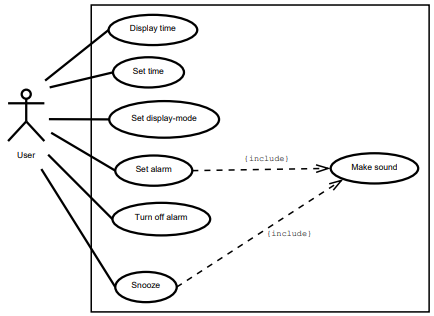 Display time
Set time
Set display-mode
User
Set alarm
{include}
Make sound
Turn off alarm
{include}
Snooze